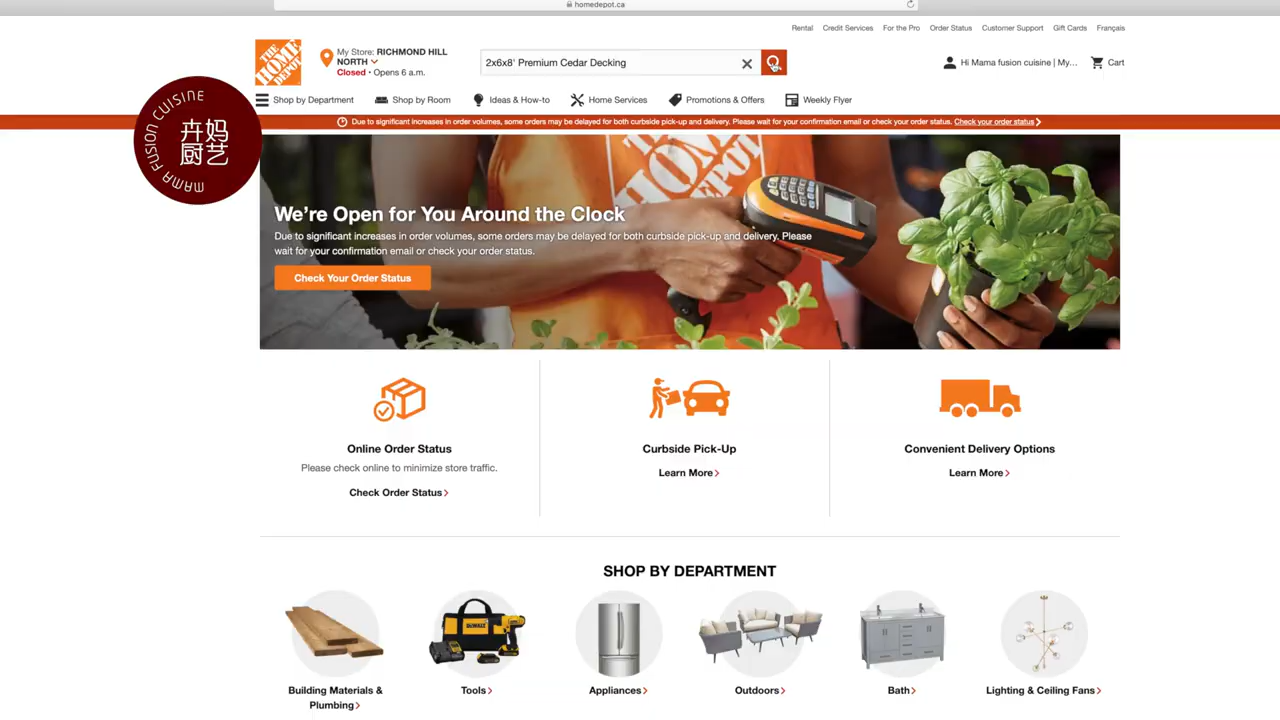 homedepot.ca
Rental Credit Services For the Pro Order Status Customer Support Gift Cards Français
THE HOME DEPOT
My Store: RICHMOND HILL
NORTH
Closed • Opens 6 a.m.
2x6x8' Premium Cedar Decking
Hi Mama fusion cuisine | My...
Cart
Shop by Department Shop by Room Ideas & How-to Home Services Promotions & Offers Weekly Flyer
Due to significant increases in order volumes, some orders may be delayed for both curbside pick-up and delivery. Please wait for your confirmation email or check your order status. Check your order status
MAMA FUSION CUISINE
卉妈
厨艺
THE HOME DEPOT
We're Open for You Around the Clock
Due to significant increases in order volumes, some orders may be delayed for both curbside pick-up and delivery. Please
wait for your confirmation email or check your order status.
Check Your Order Status
Online Order Status
Please check online to minimize store traffic.
Check Order Status
Curbside Pick-Up
Learn More
Convenient Delivery Options
Learn More
SHOP BY DEPARTMENT
DEWALT
Building Materials &
Plumbing
Tools
Appliances
Outdoors
Bath
Lighting & Ceiling Fans